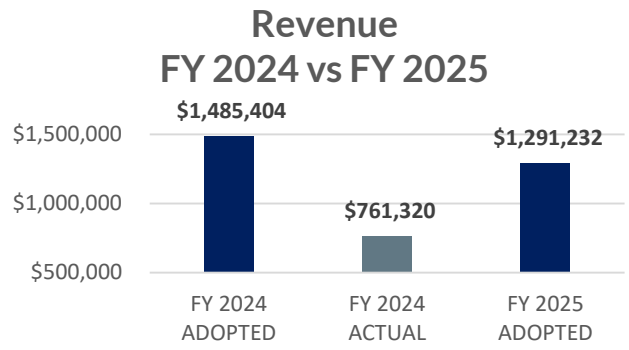 Revenue
FY 2024 vs FY 2025
$1,485,404
$1,500,000
$1,291,232
$1,000,000
$761,320
$500,000
FY 2024
ADOPTED
FY 2024
ACTUAL
FY 2025
ADOPTED